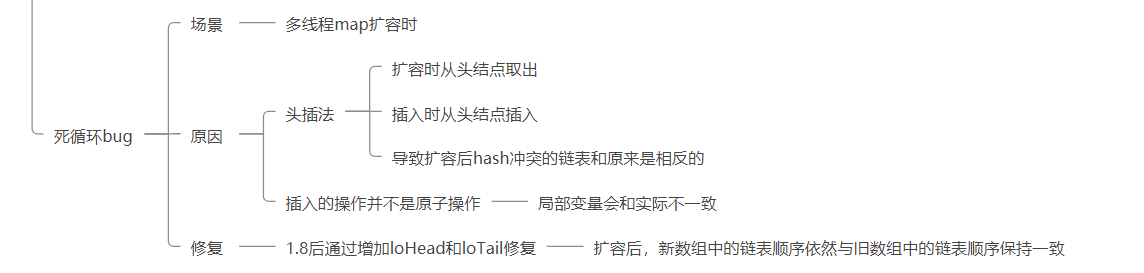 场景
多线程map扩容时
扩容时从头结点取出
头插法
插入时从头结点插入
死循环bug
原因
导致扩容后hash冲突的链表和原来是相反的
插入的操作并不是原子操作
局部变量会和实际不一致
修复
1.8后通过增加loHead和loTail修复
扩容后，新数组中的链表顺序依然与旧数组中的链表顺序保持一致